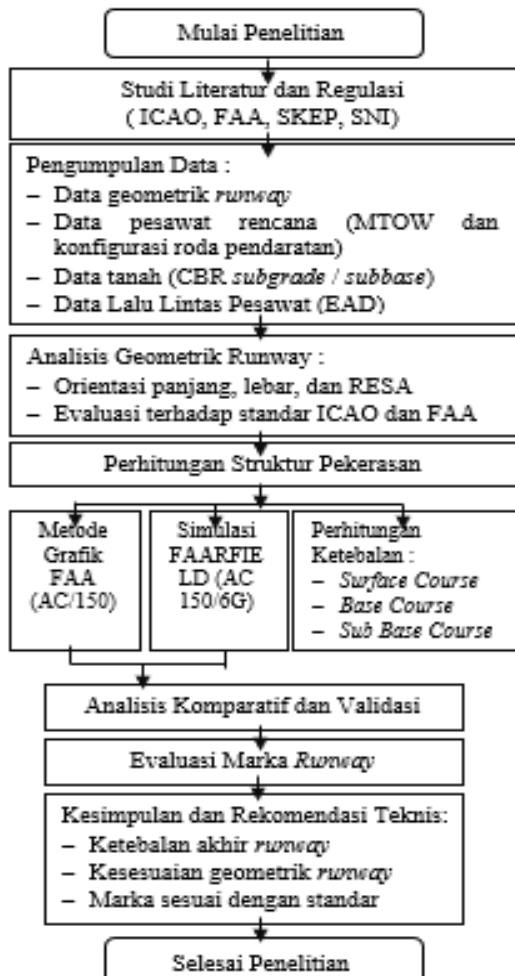 Mulai Penelitian
Studi Literatur dan Regulasi
( ICAO, FAA, SKEP, SNI)
Pengumpulan Data :
– Data geometrik runway
– Data pesawat rencana (MTOW dan
konfigurasi roda pendaratan)
– Data tanah (CBR subgrade / subbase)
– Data Lalu Lintas Pesawat (EAD)
Analisis Geometrik Runway :
– Orientasi panjang, lebar, dan RESA
– Evaluasi terhadap standar ICAO dan FAA
Perhitungan Struktur Pekerasan
Metode
Grafik
FAA
(AC/150)
Simulasi
FAARFIE
LD (AC
150/6G)
Perhitungan
Ketebalan :
– Surface Course
– Base Course
– Sub Base Course
Analisis Komparatif dan Validasi
Evaluasi Marka Runway
Kesimpulan dan Rekomendasi Teknis:
– Ketebalan akhir runway
– Kesesuaian geometrik runway
– Marka sesuai dengan standar
Selesai Penelitian